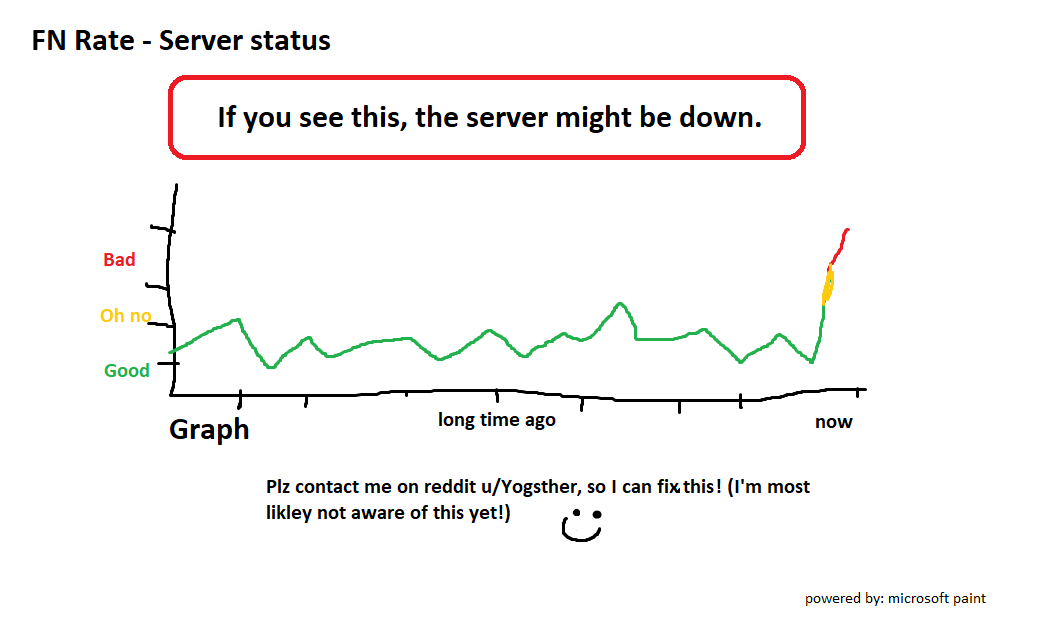 FN Rate - Server status
If you see this, the server might be down.
Bad
Oh no
Good
long time ago
now
Graph
Plz contact me on reddit u/Yogsther, so I can fix this! (I'm most
likley not aware of this yet!)
powered by: microsoft paint